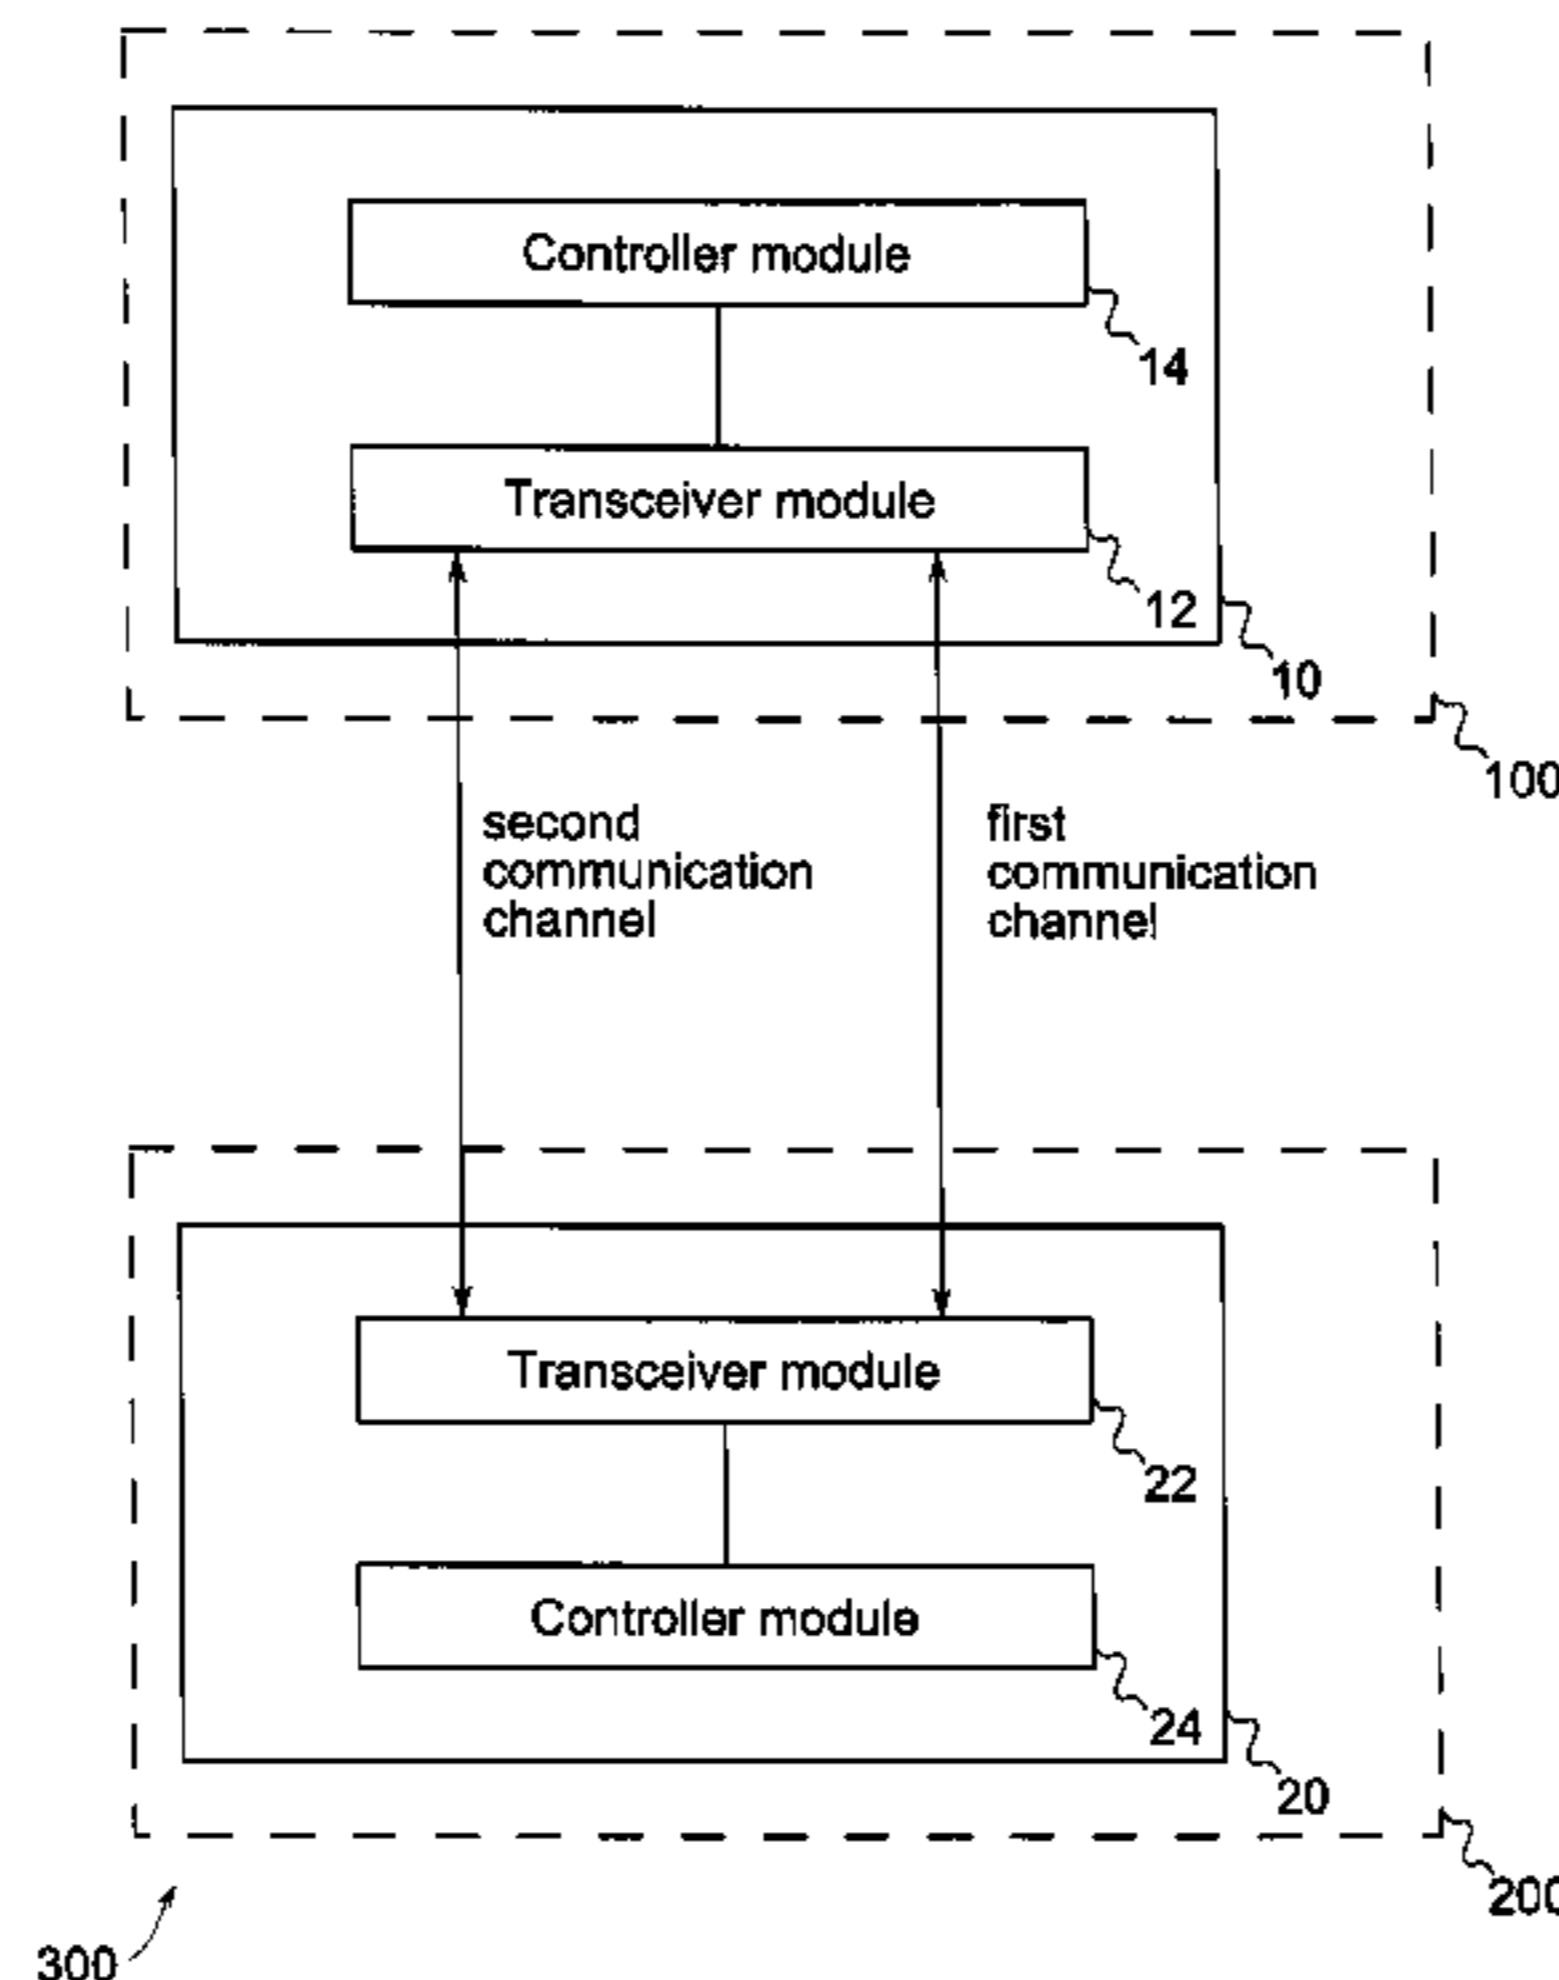 Controller module
14
Transceiver module
12
10
100
second
communication
channel
first
communication
channel
Transceiver module
22
Controller module
24
20
200
300